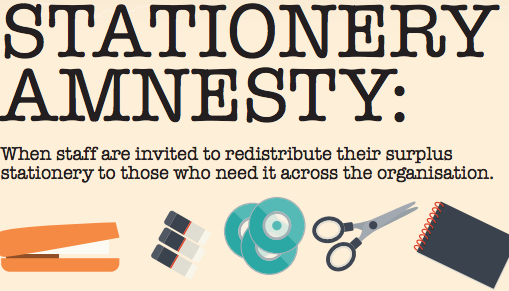 STATIONERY
AMNESTY:
When staff are invited to redistribute their surplus
stationery to those who need it across the organisation.